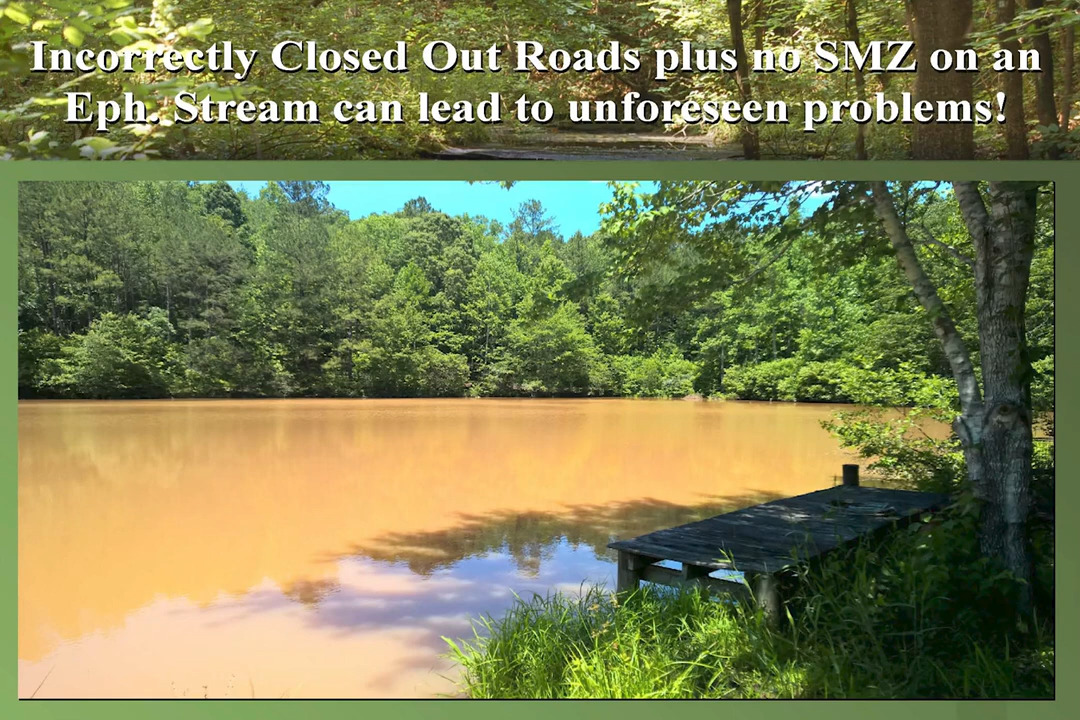 Incorrectly Closed Out Roads plus no SMZ on an
Eph. Stream can lead to unforeseen problems!